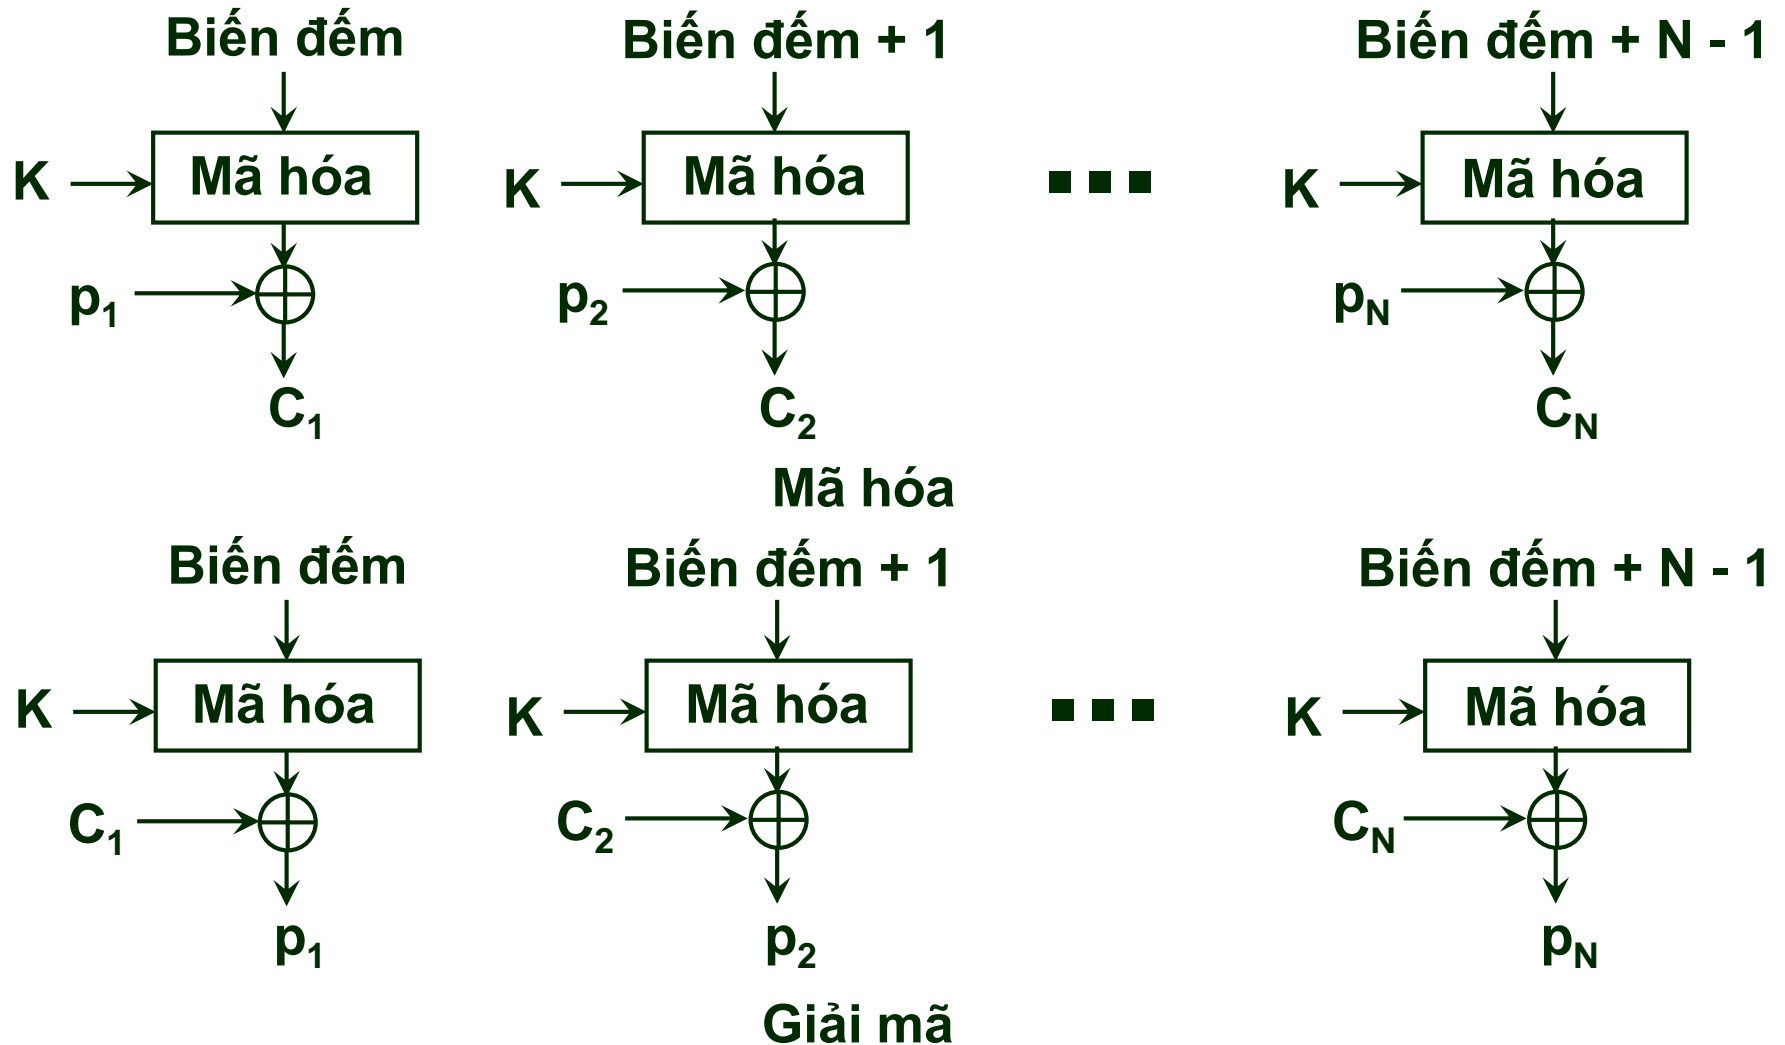 Biến đếm Biến đếm + 1 Biến đếm + N - 1
K Mã hóa K Mã hóa K Mã hóa
p1 p2 pN
C1 C2 CN
Mã hóa
Biến đếm Biến đếm + 1 Biến đếm + N - 1
K Mã hóa K Mã hóa K Mã hóa
C1 C2 CN
p1 p2 pN
Giải mã